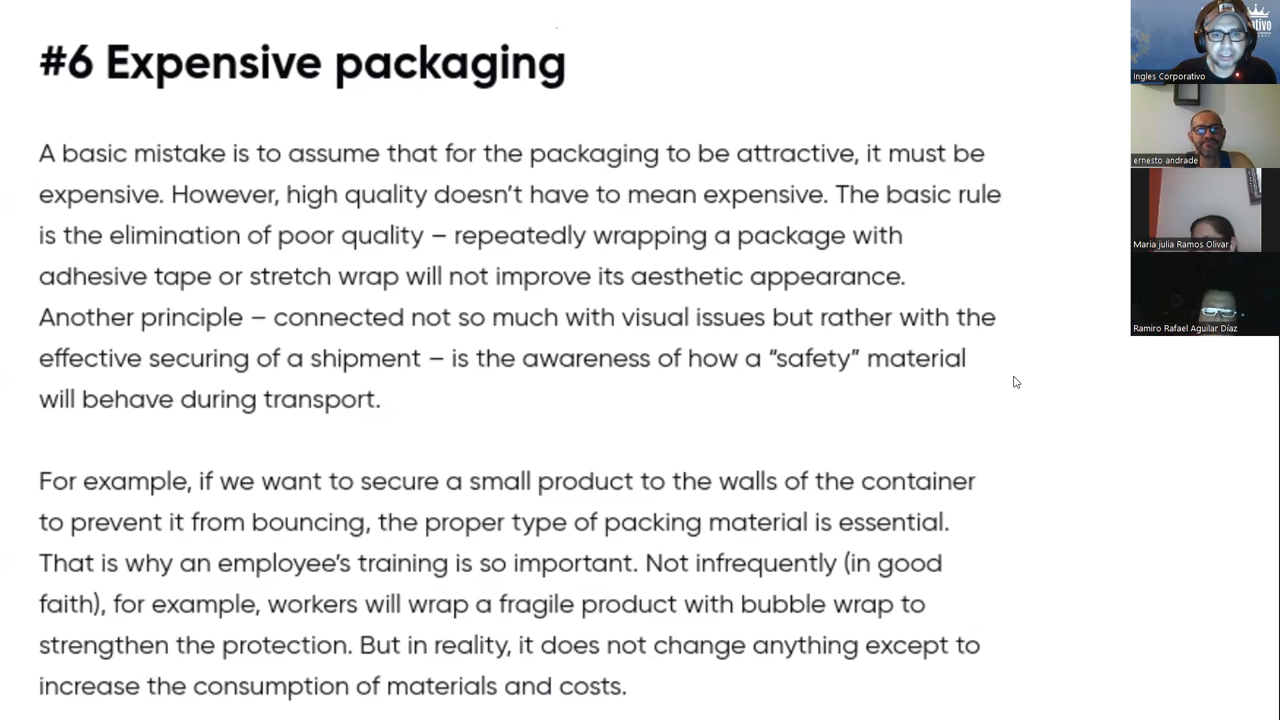 #6 Expensive packaging
A basic mistake is to assume that for the packaging to be attractive, it must be
expensive. However, high quality doesn’t have to mean expensive. The basic rule
is the elimination of poor quality – repeatedly wrapping a package with
adhesive tape or stretch wrap will not improve its aesthetic appearance.
Another principle – connected not so much with visual issues but rather with the
effective securing of a shipment – is the awareness of how a “safety” material
will behave during transport.
For example, if we want to secure a small product to the walls of the container
to prevent it from bouncing, the proper type of packing material is essential.
That is why an employee’s training is so important. Not infrequently (in good
faith), for example, workers will wrap a fragile product with bubble wrap to
strengthen the protection. But in reality, it does not change anything except to
increase the consumption of materials and costs.
Ingles Corporativo
ernesto andrade
Maria julia Ramos Olivar
Ramiro Rafael Aguilar Díaz